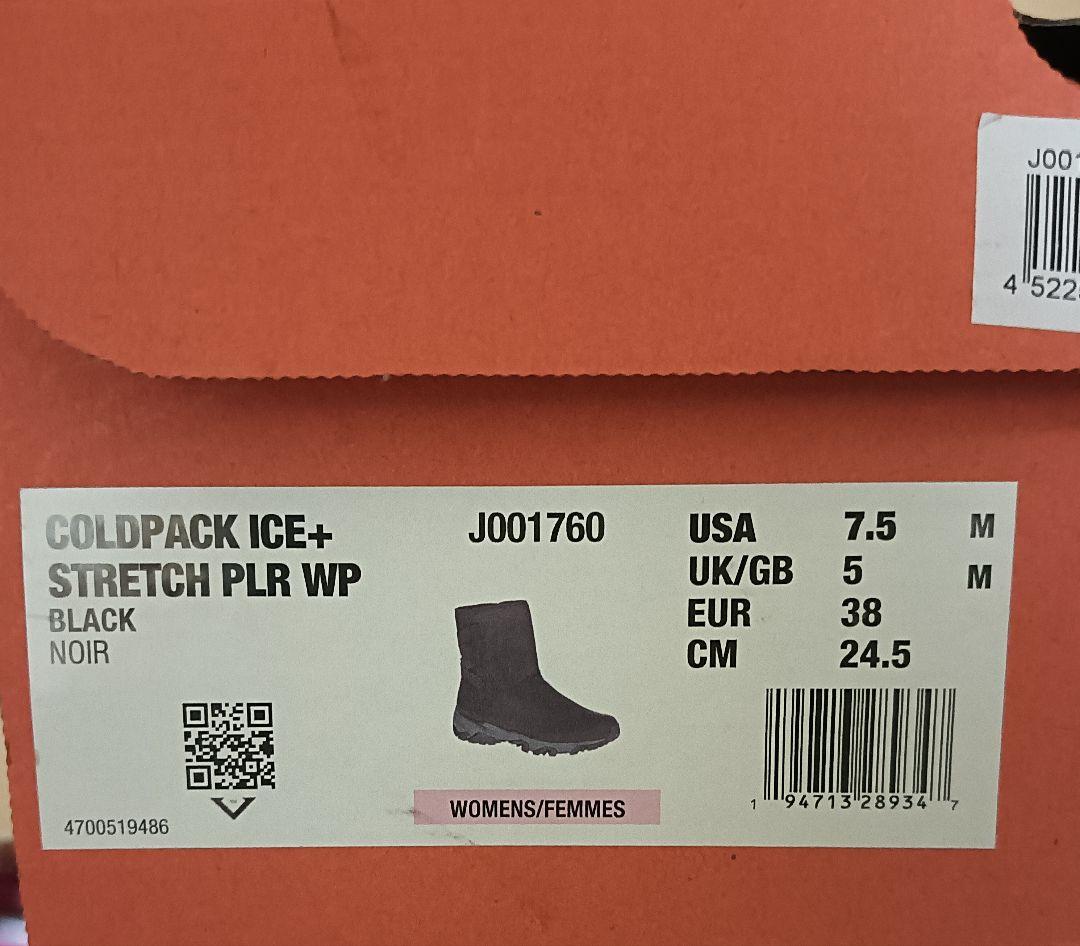 J001
4 522
COLDPACK ICE+
STRETCH PLR WP
BLACK
NOIR
J001760
USA 7.5 M
UK/GB 5 M
EUR 38
CM 24.5
1 94713 28934 7
WOMENS/FEMMES
4700519486